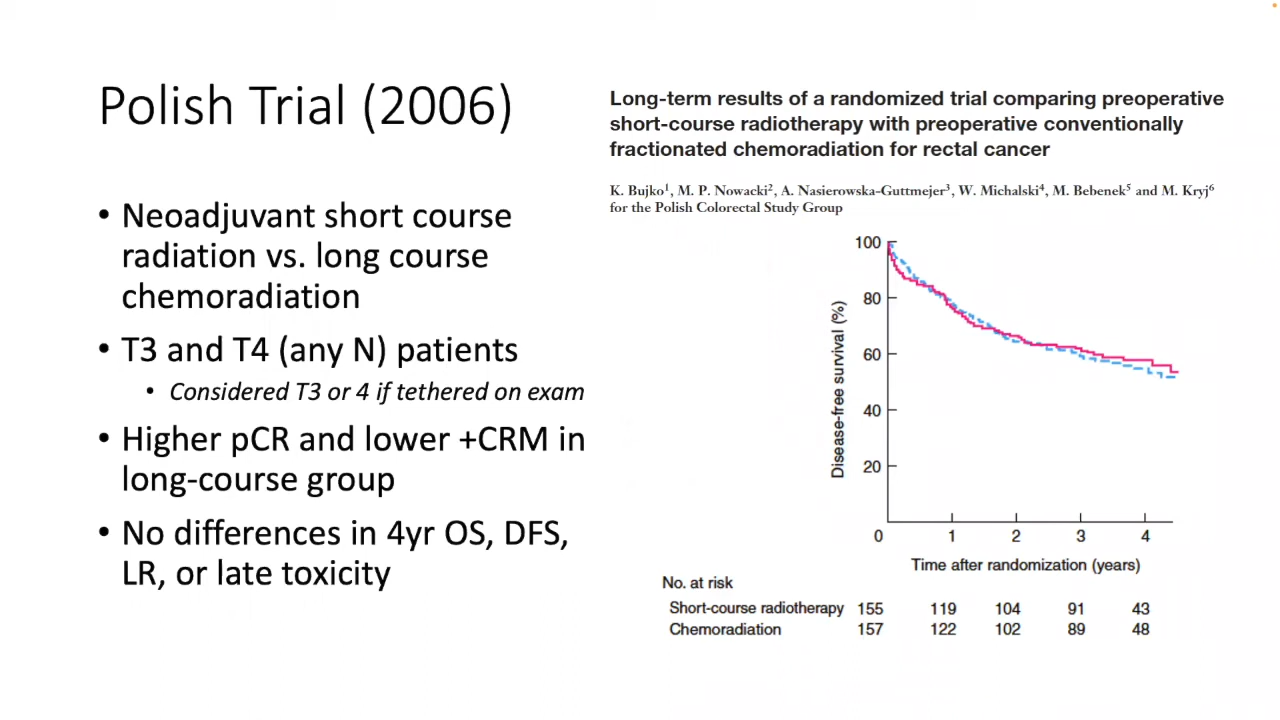 Polish Trial (2006)
• Neoadjuvant short course
radiation vs. long course
chemoradiation
• T3 and T4 (any N) patients
• Considered T3 or 4 if tethered on exam
• Higher pCR and lower +CRM in
long-course group
• No differences in 4yr OS, DFS,
LR, or late toxicity
Long-term results of a randomized trial comparing preoperative
short-course radiotherapy with preoperative conventionally
fractionated chemoradiation for rectal cancer
K. Bujko1, M. P. Nowacki2, A. Nasierowska-Guttmejer3, W. Michalski4, M. Bebenek5 and M. Kryj6
for the Polish Colorectal Study Group
Disease-free survival (%)
100
80
60
40
20
0 1 2 3 4
Time after randomization (years)
No. at risk
Short-course radiotherapy 155 119 104 91 43
Chemoradiation 157 122 102 89 48